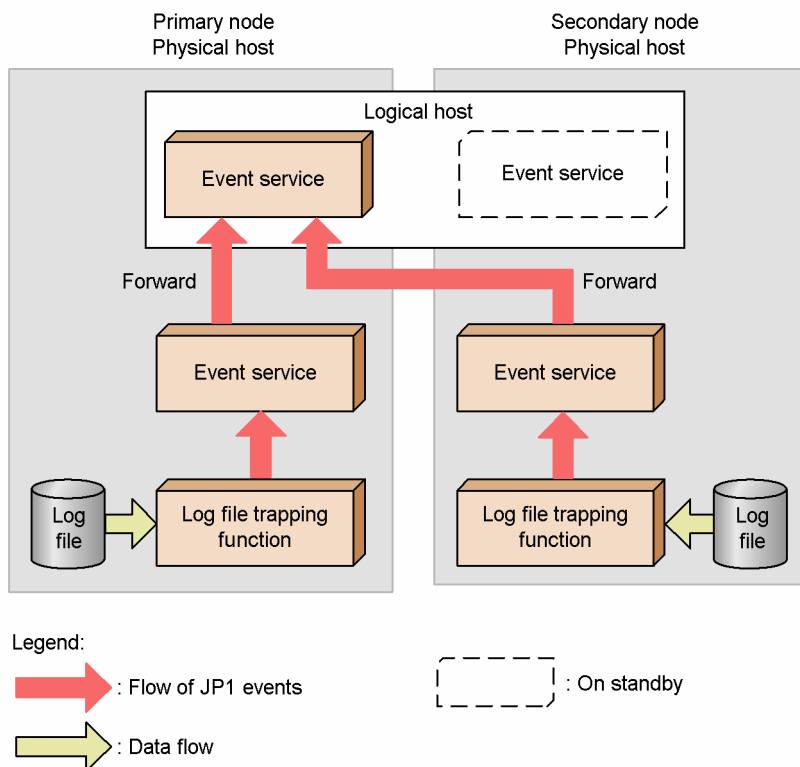 Primary node
Physical host
Secondary node
Physical host
Logical host
Event service
Event service
Forward
Forward
Event service
Event service
Log
file
Log file trapping
function
Log file trapping
function
Log
file
Legend:
: Flow of JP1 events
: On standby
: Data flow